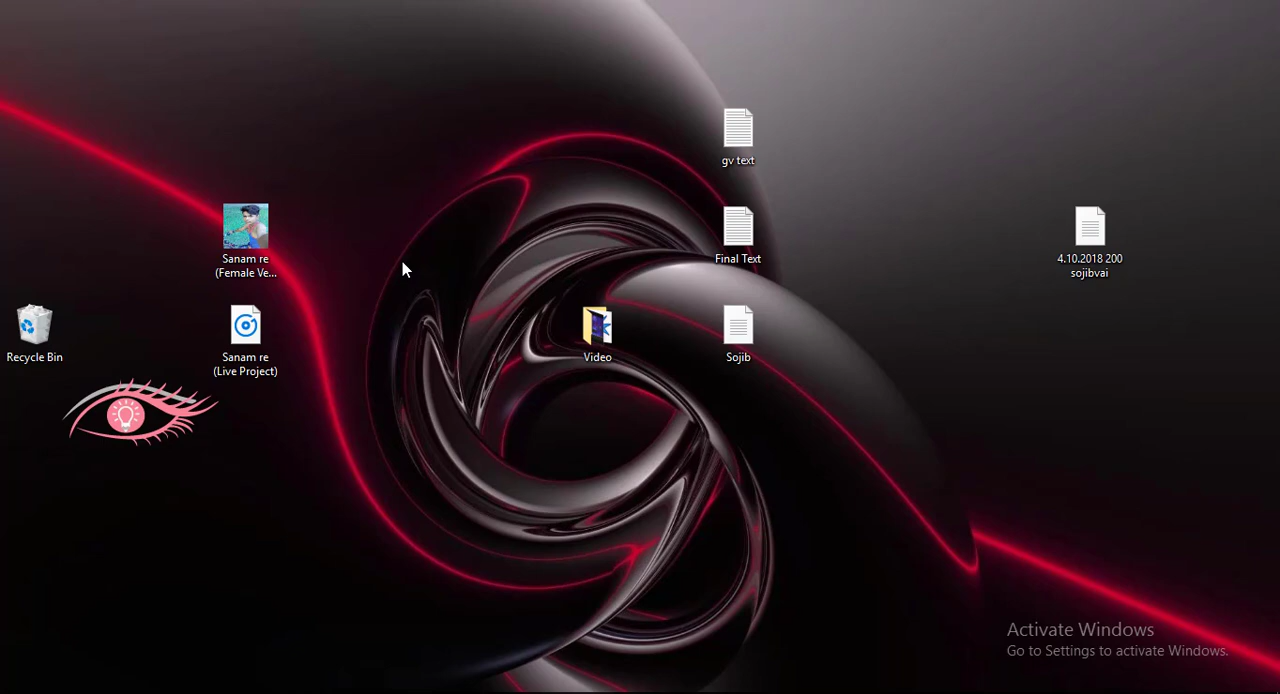 gv text
Sanam re
(Female Ve...
Final Text
4.10.2018 200
sojibvai
Recycle Bin
Sanam re
(Live Project)
Video
Sojib
Activate Windows
Go to Settings to activate Windows.